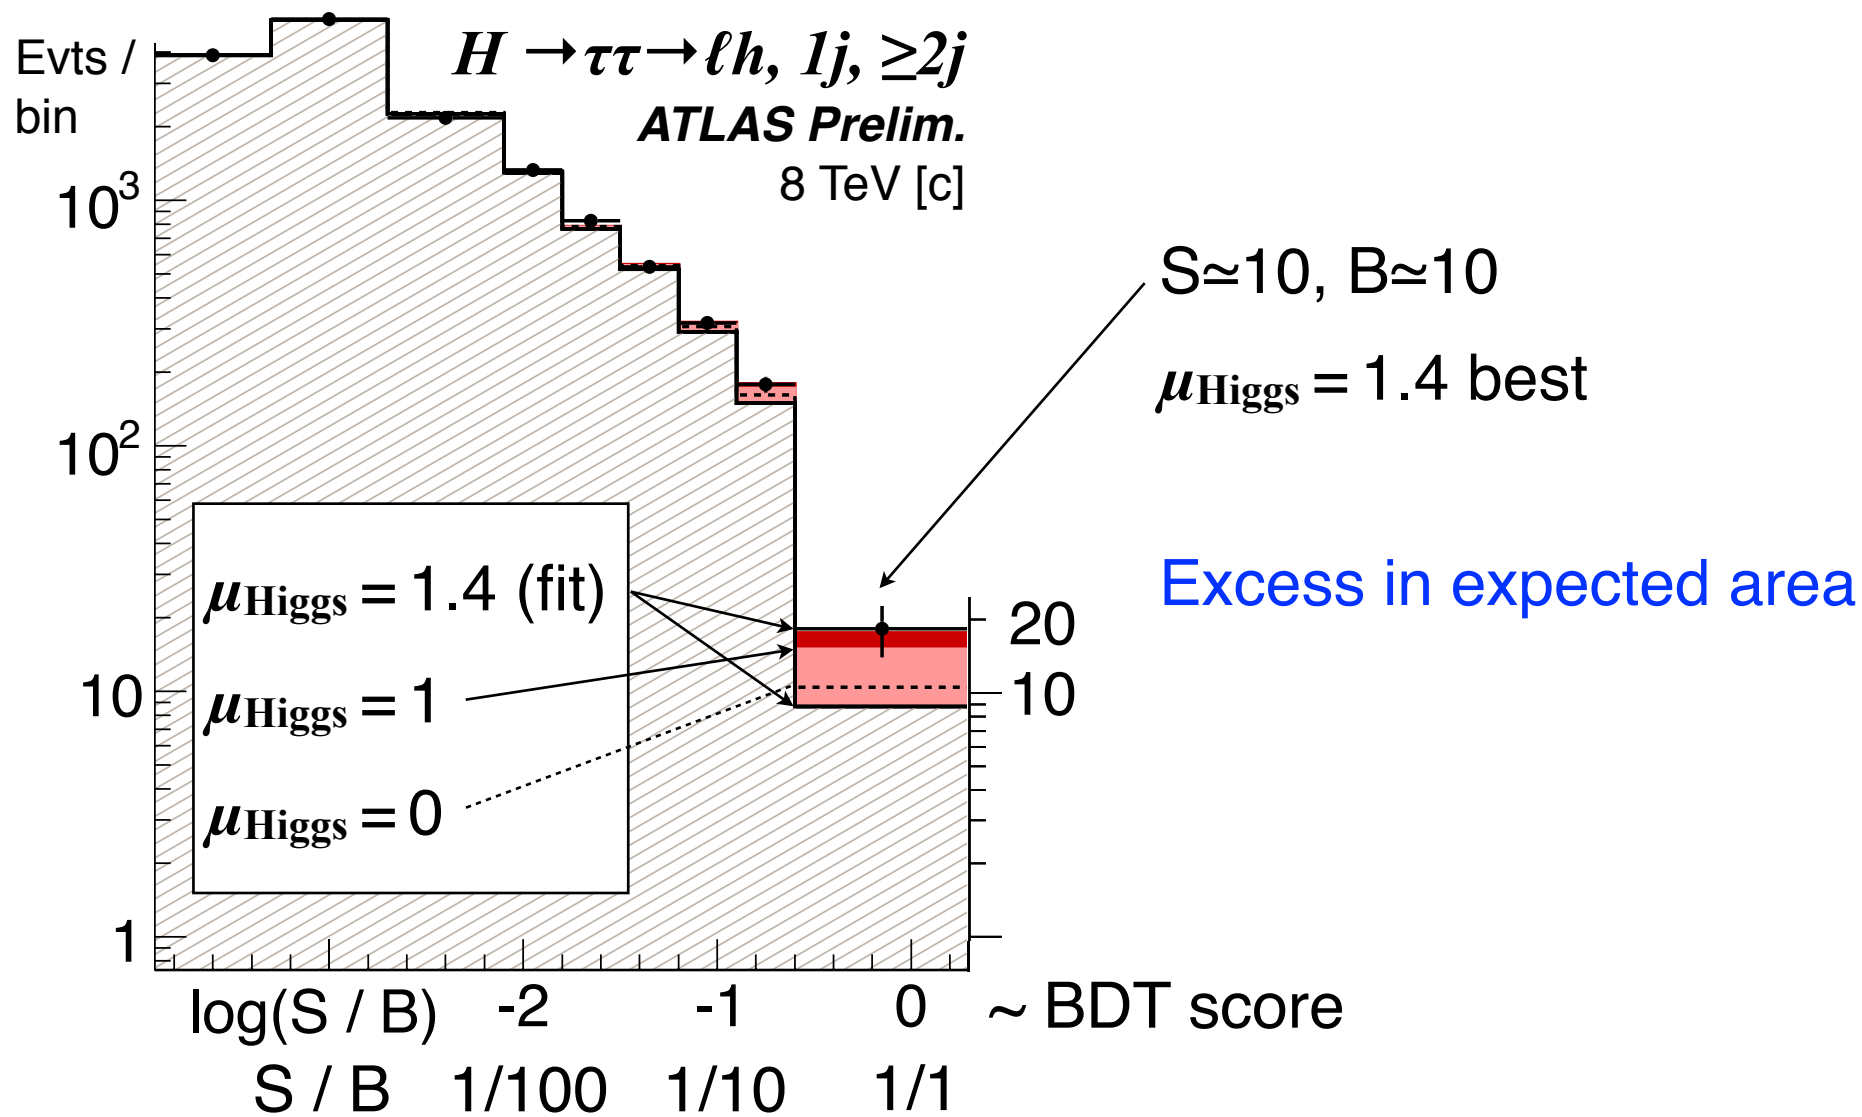 Evts /
bin
H → ττ → ℓh, 1j, ≥2j
ATLAS Prelim.
8 TeV [c]
10³
10²
10
1
S≃10, B≃10
μHiggs = 1.4 best
Excess in expected area
μHiggs = 1.4 (fit)
μHiggs = 1
μHiggs = 0
20
10
log(S / B) -2 -1 0 ~ BDT score
S / B 1/100 1/10 1/1